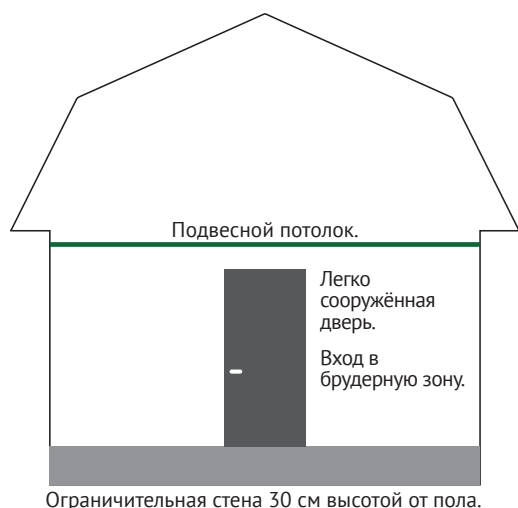 Подвесной потолок.
Легко
сооружённая
дверь.
Вход в
брудерную зону.
Ограничительная стена 30 см высотой от пола.